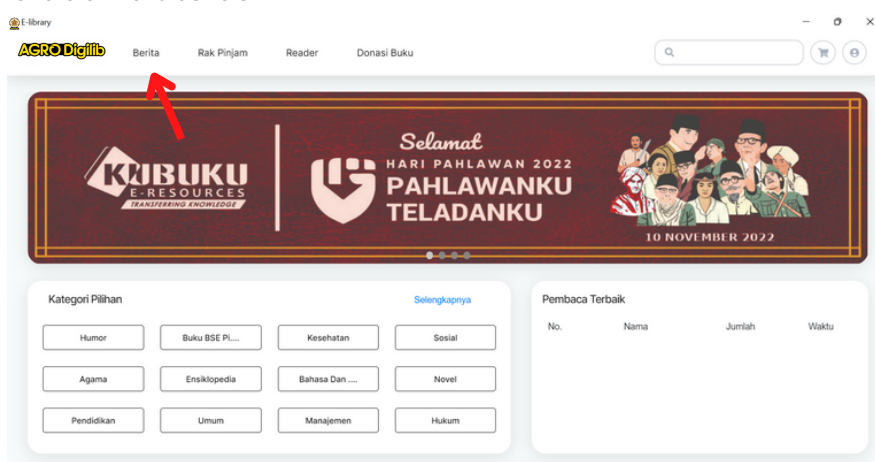 E-library
AGRO Digilib
Berita
Rak Pinjam
Reader
Donasi Buku
KUBUKU
E-RESOURCES
TRANSFERRING KNOWLEDGE
Selamat
HARI PAHLAWAN 2022
PAHLAWANKU
TELADANKU
10 NOVEMBER 2022
Kategori Pilihan
Selengkapnya
Humor
Buku BSE Pi....
Kesehatan
Sosial
Agama
Ensiklopedia
Bahasa Dan ....
Novel
Pendidikan
Umum
Manajemen
Hukum
Pembaca Terbaik
No.
Nama
Jumlah
Waktu